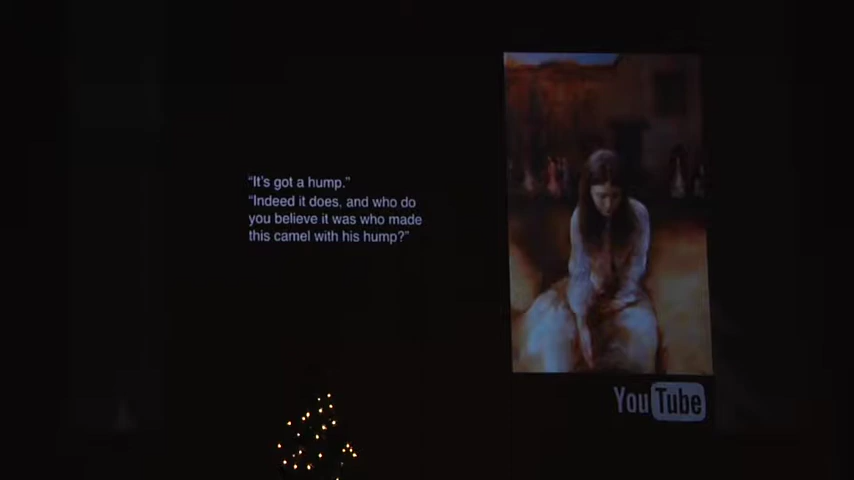 “It’s got a hump.”
“Indeed it does, and who do
you believe it was who made
this camel with his hump?”
YouTube